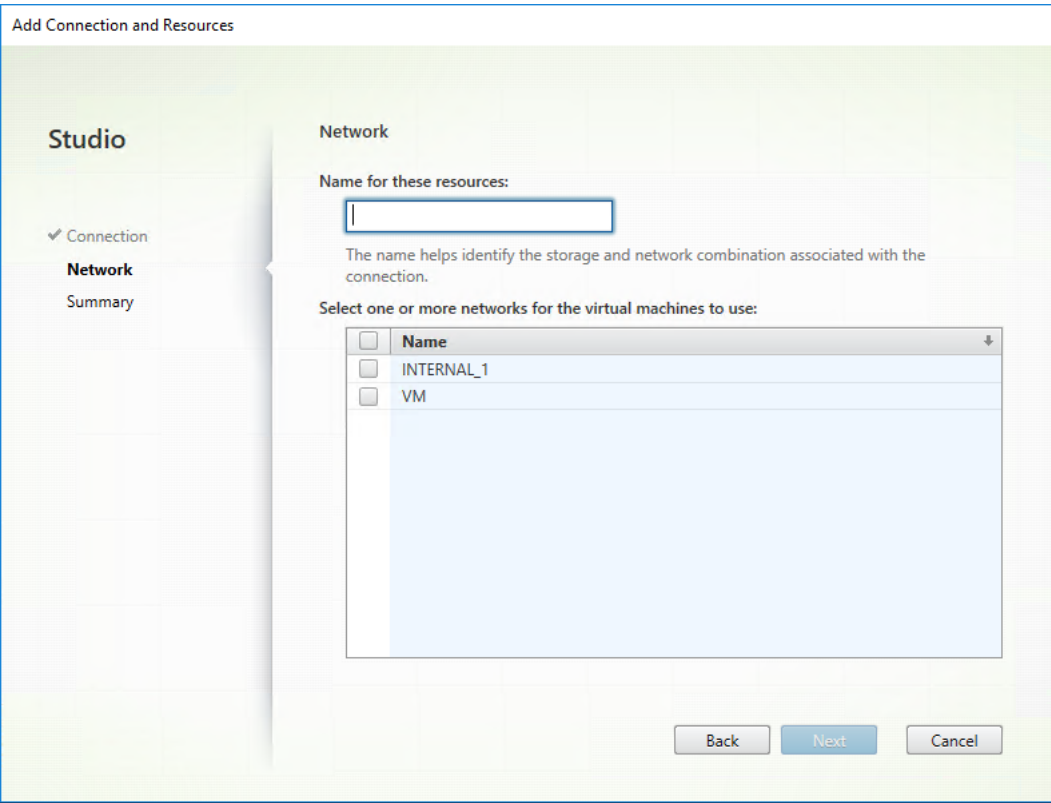 Add Connection and Resources
Studio
Connection
Network
Summary
Network
Name for these resources:
The name helps identify the storage and network combination associated with the
connection.
Select one or more networks for the virtual machines to use:
Name
INTERNAL_1
VM
Back
Next
Cancel